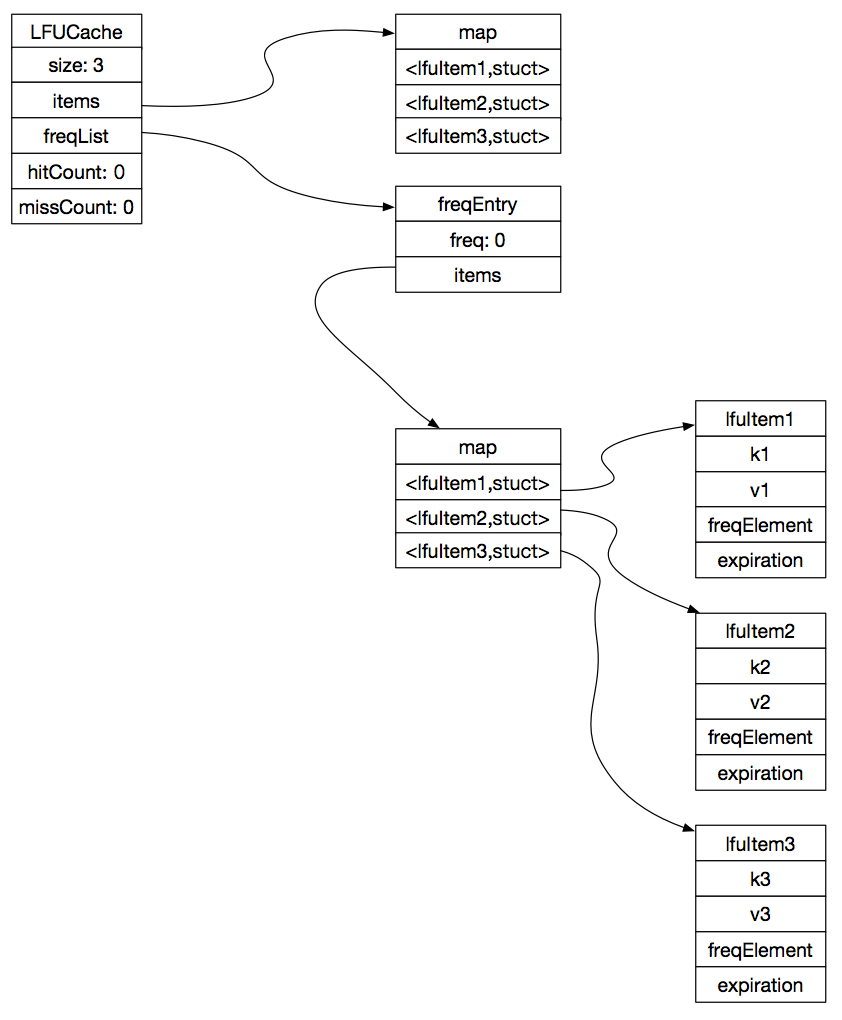 LFUCache
size: 3
items
freqList
hitCount: 0
missCount: 0
map
<lfuItem1,stuct>
<lfuItem2,stuct>
<lfuItem3,stuct>
freqEntry
freq: 0
items
map
<lfuItem1,stuct>
<lfuItem2,stuct>
<lfuItem3,stuct>
lfuItem1
k1
v1
freqElement
expiration
lfuItem2
k2
v2
freqElement
expiration
lfuItem3
k3
v3
freqElement
expiration